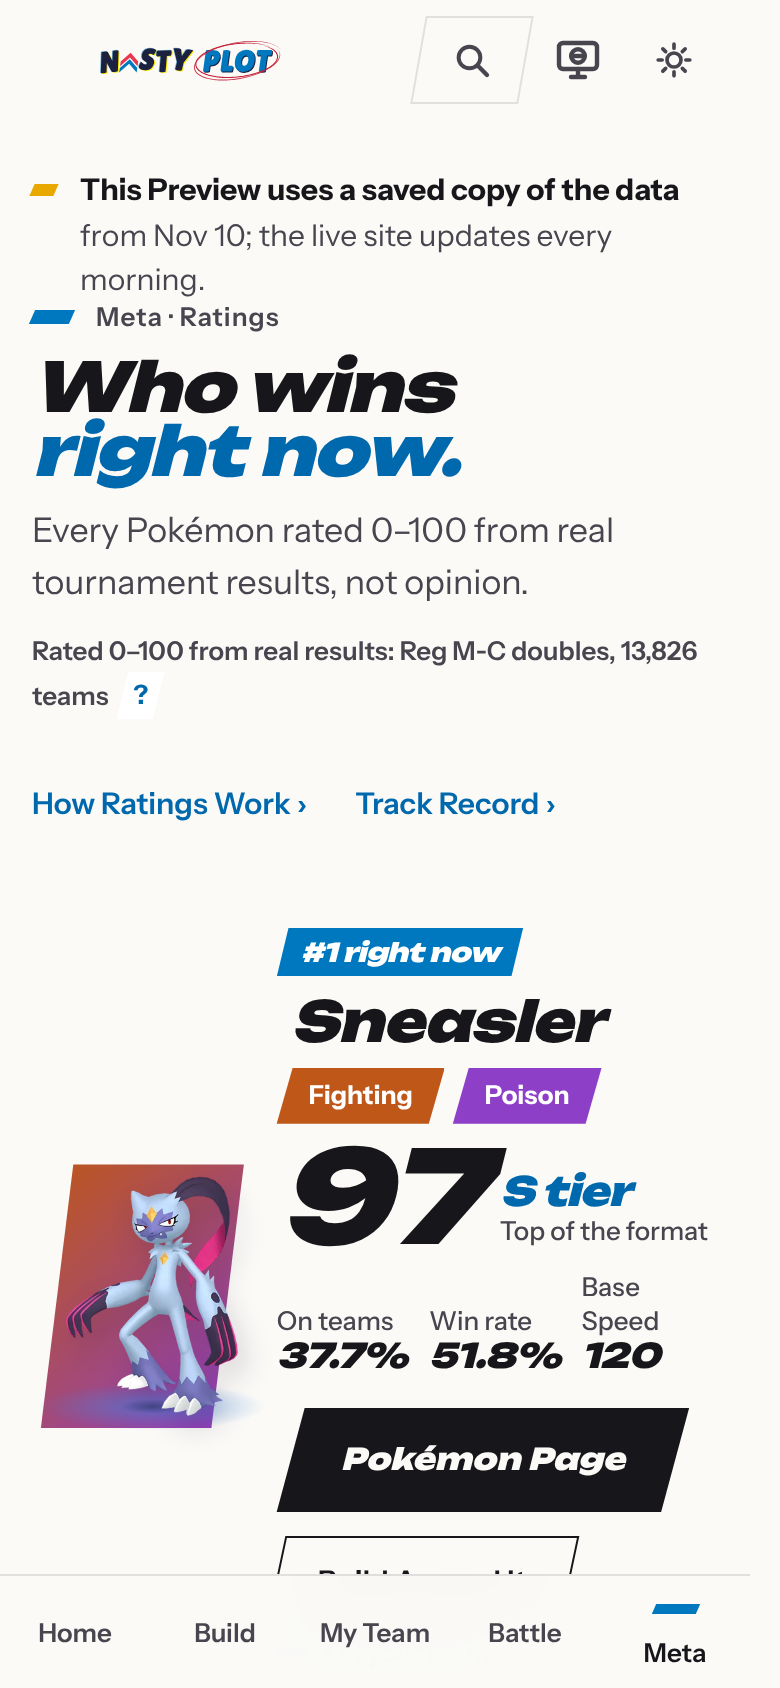 NASTY PLOT
This Preview uses a saved copy of the data
from Nov 10; the live site updates every
morning.
Meta · Ratings
Who wins
right now.
Every Pokémon rated 0–100 from real
tournament results, not opinion.
Rated 0–100 from real results: Reg M-C doubles, 13,826
teams ?
How Ratings Work › Track Record ›
#1 right now
Sneasler
Fighting Poison
97 S tier
Top of the format
On teams Win rate Base Speed
37.7% 51.8% 120
Pokémon Page
Home Build My Team Battle Meta